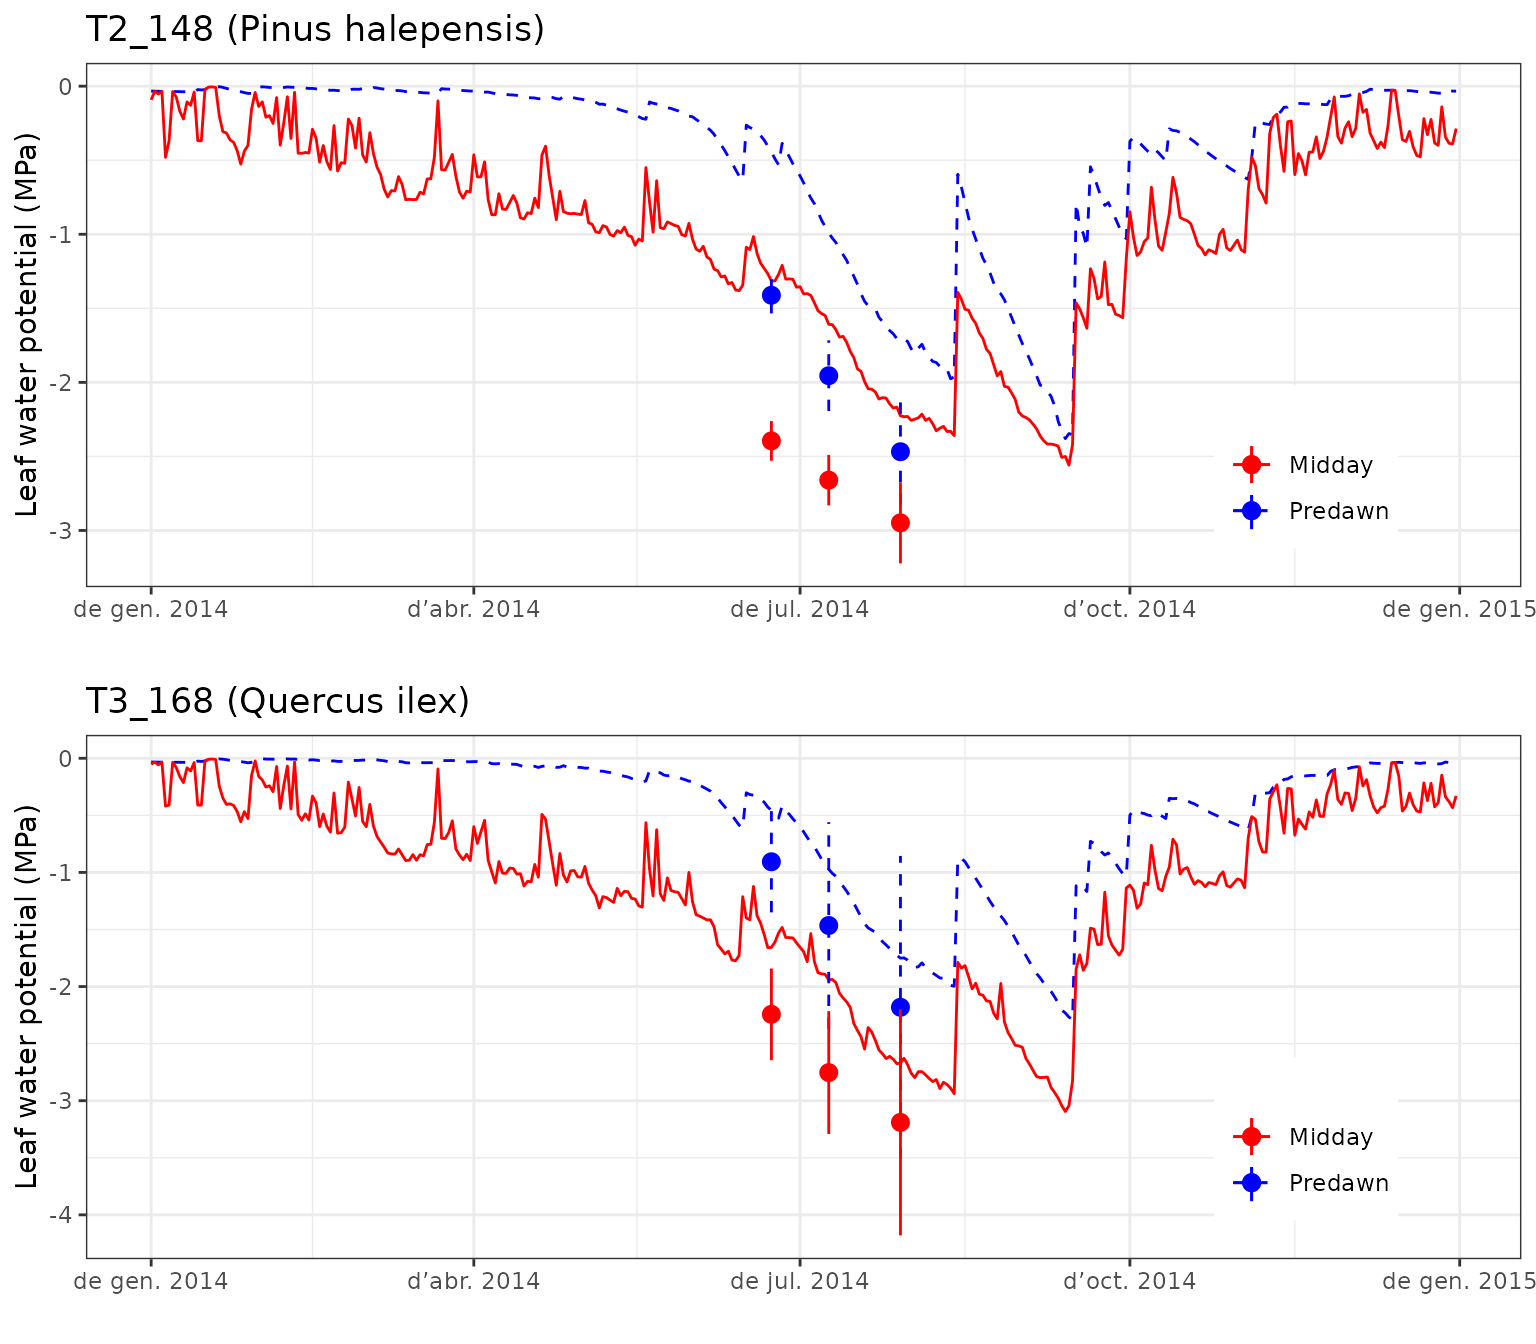 T2_148 (Pinus halepensis)
Leaf water potential (MPa)
0
-1
-2
-3
Midday
Predawn
de gen. 2014
d’abr. 2014
de jul. 2014
d’oct. 2014
de gen. 2015
T3_168 (Quercus ilex)
Leaf water potential (MPa)
0
-1
-2
-3
-4
Midday
Predawn
de gen. 2014
d’abr. 2014
de jul. 2014
d’oct. 2014
de gen. 2015